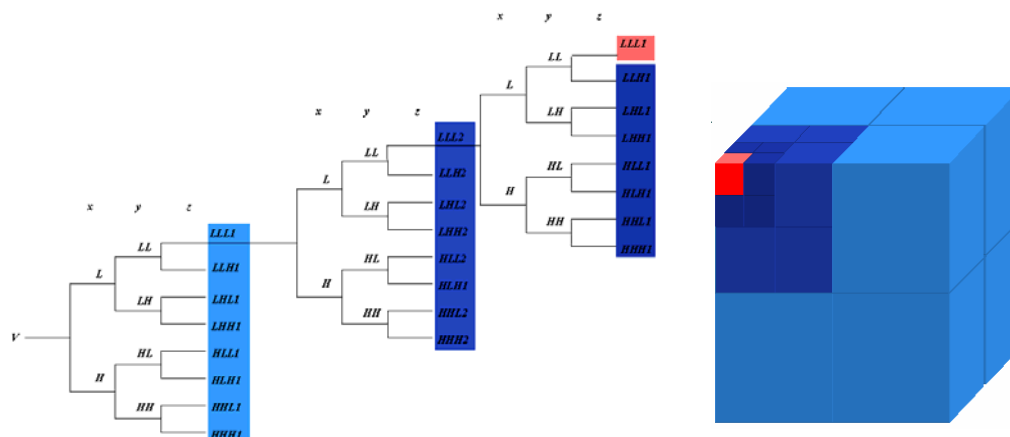 x y z
LLL1
LL
LLH1
L
LHL1
LH
LHH1
HLL1
HL
HLH1
H
HHL1
HH
HHH1
x y z
LLL2
LL
LLH2
L
LHL2
LH
LHH2
HLL2
HL
HLH1
H
HHL2
HH
HHH2
x y z
LLL1
LL
LLH1
L
LHL1
LH
LHH1
V
HLL1
HL
HLH1
H
HHL1
HH
HHH1